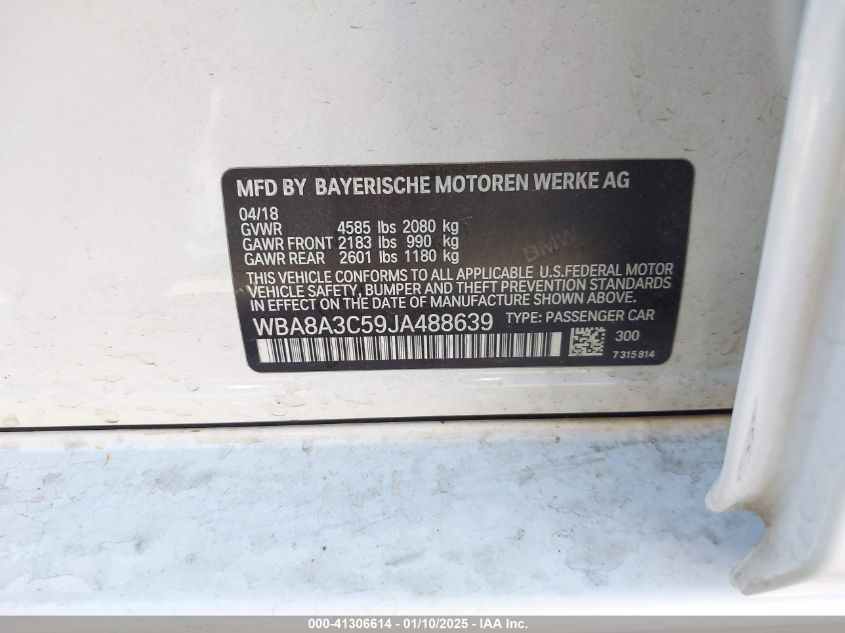 MFD BY BAYERISCHE MOTOREN WERKE AG
04/18
GVWR 4585 lbs 2080 kg
GAWR FRONT 2183 lbs 990 kg
GAWR REAR 2601 lbs 1180 kg
BMW
THIS VEHICLE CONFORMS TO ALL APPLICABLE U.S.FEDERAL MOTOR
VEHICLE SAFETY, BUMPER AND THEFT PREVENTION STANDARDS
IN EFFECT ON THE DATE OF MANUFACTURE SHOWN ABOVE.
WBA8A3C59JA488639 TYPE: PASSENGER CAR
300
7 315 814
000-41306614 - 01/10/2025 - IAA Inc.